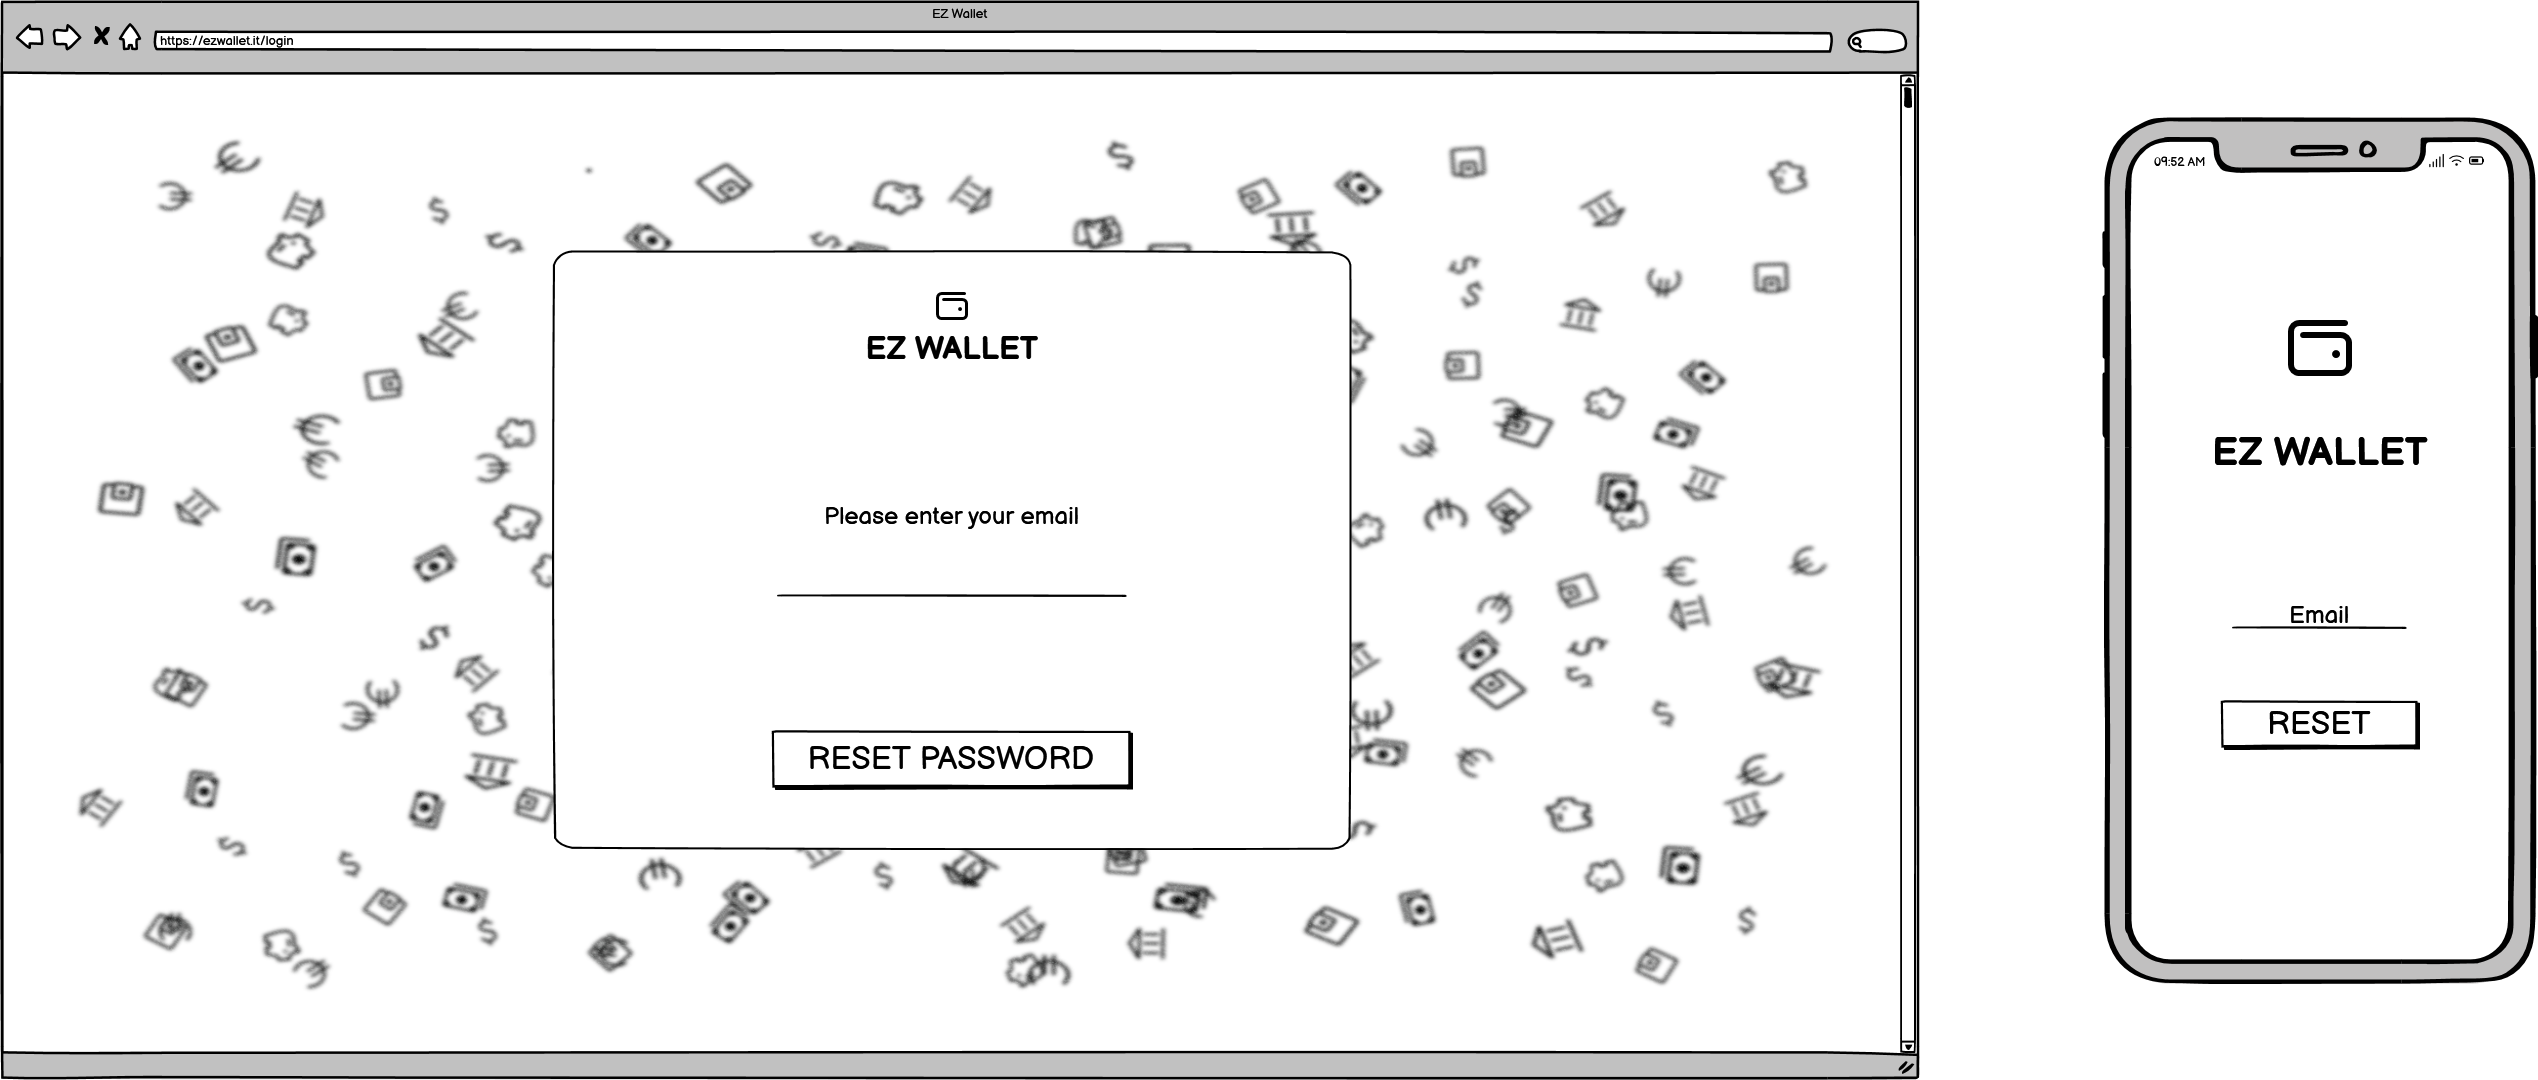 EZ Wallet
https://ezwallet.it/login
EZ WALLET
Please enter your email
RESET PASSWORD
09:52 AM
EZ WALLET
Email
RESET